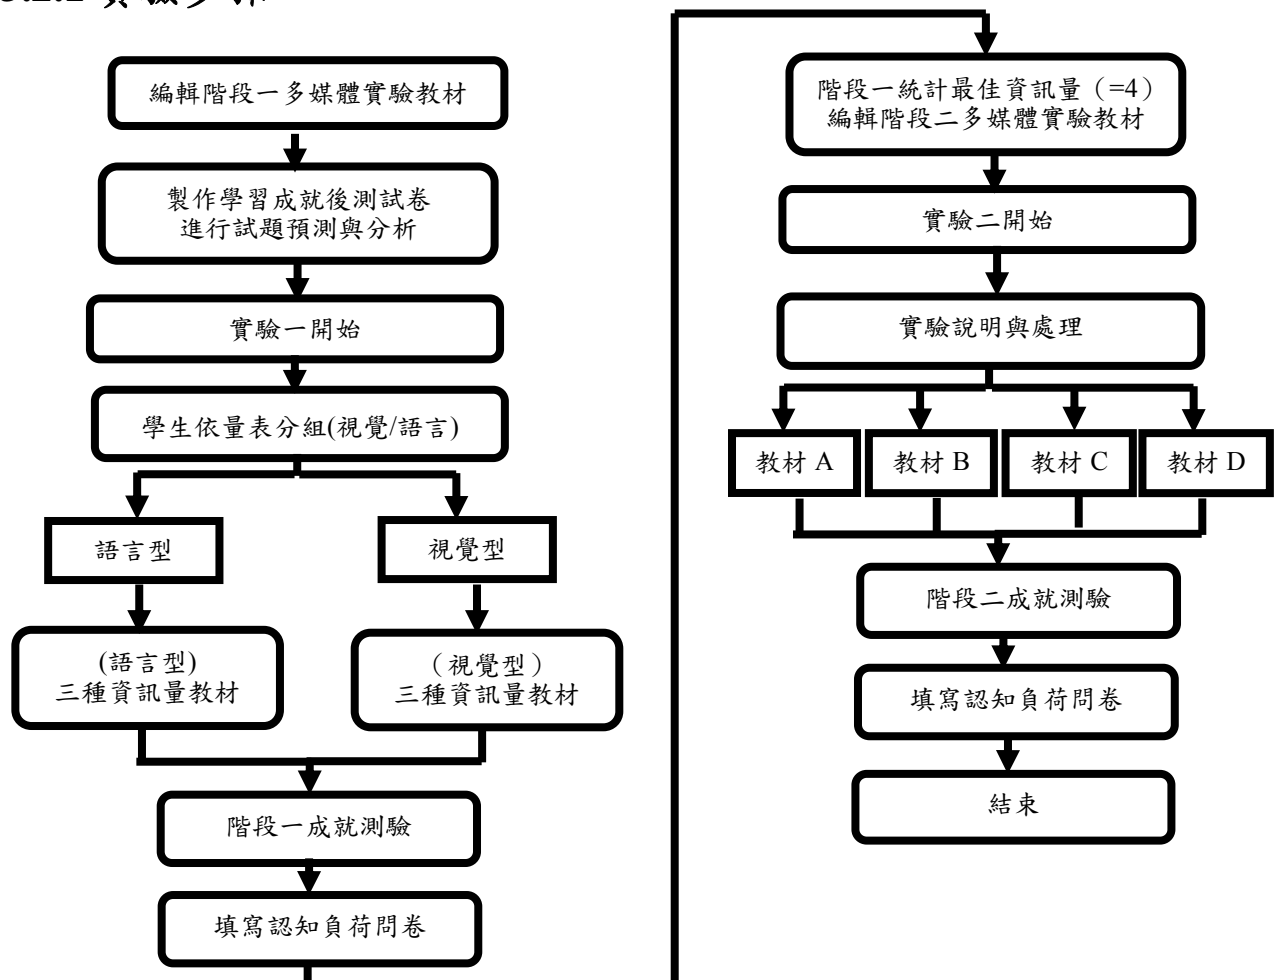 編輯階段一多媒體實驗教材
製作學習成就後測試卷
進行試題預測與分析
實驗一開始
學生依量表分組(視覺/語言)
語言型
視覺型
(語言型)
三種資訊量教材
（視覺型）
三種資訊量教材
階段一成就測驗
填寫認知負荷問卷
階段一統計最佳資訊量（=4）
編輯階段二多媒體實驗教材
實驗二開始
實驗說明與處理
教材 A
教材 B
教材 C
教材 D
階段二成就測驗
填寫認知負荷問卷
結束